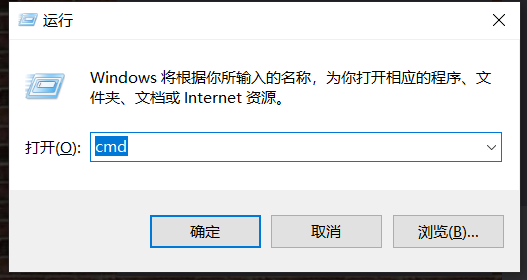 运行
Windows 将根据你所输入的名称，为你打开相应的程序、文
件夹、文档或 Internet 资源。
打开(O): cmd
确定 取消 浏览(B)...